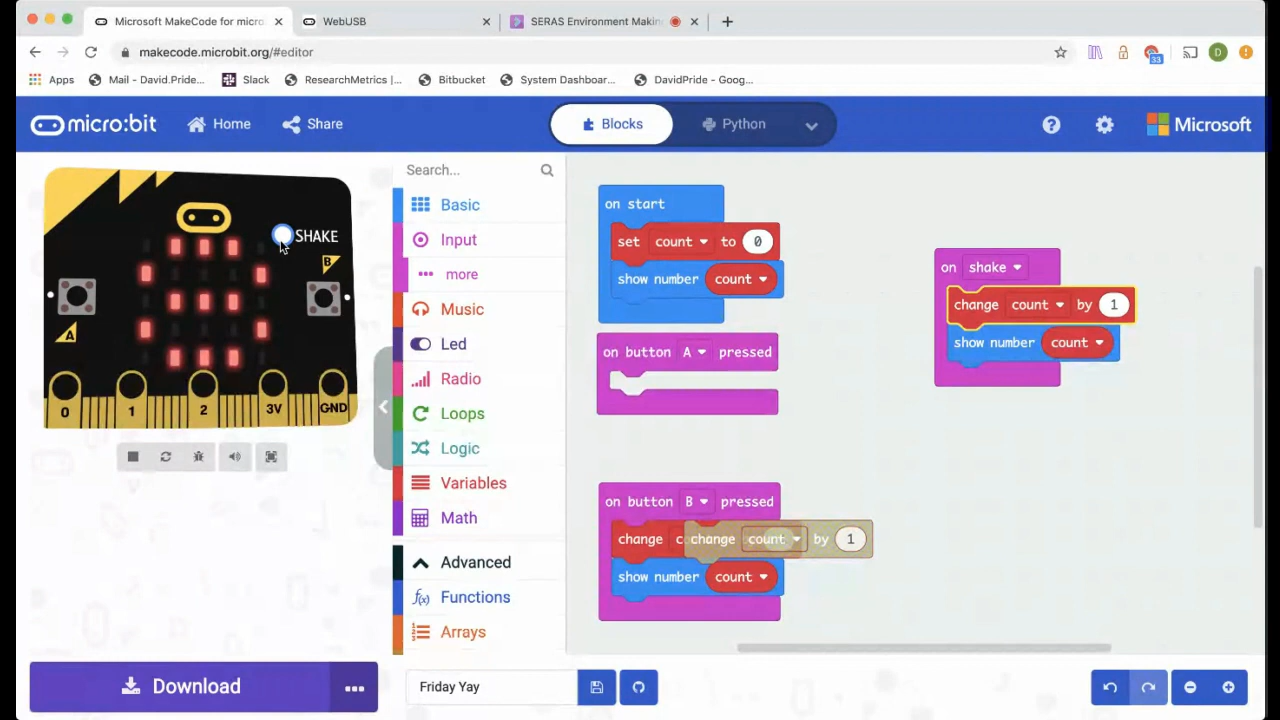 Microsoft MakeCode for micro:
WebUSB
SERAS Environment Makin
makecode.microbit.org/#editor
33
D
Apps
Mail - David.Pride...
Slack
ResearchMetrics |...
Bitbucket
System Dashboar...
DavidPride - Goog...
micro:bit
Home
Share
Blocks
Python
Microsoft
SHAKE
B
A
0 1 2 3V GND
Search...
Basic
Input
more
Music
Led
Radio
Loops
Logic
Variables
Math
Advanced
Functions
Arrays
on start
set count to 0
show number count
on button A pressed
on button B pressed
change
change count by 1
show number count
on shake
change count by 1
show number count
Download
Friday Yay